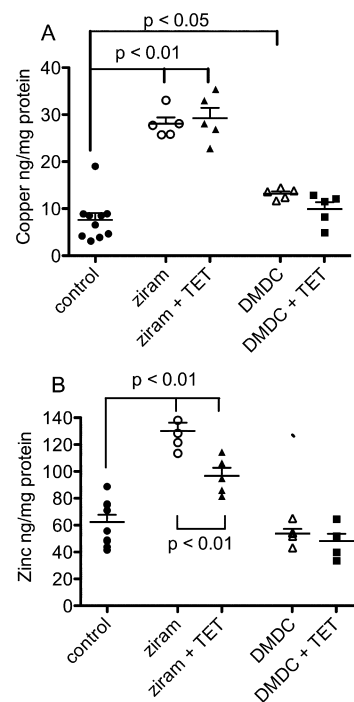 A
p < 0.05
p < 0.01
Copper ng/mg protein
40
30
20
10
0
control
ziram
ziram + TET
DMDC
DMDC + TET
B
p < 0.01
Zinc ng/mg protein
140
120
100
80
60
40
20
0
p < 0.01
control
ziram
ziram + TET
DMDC
DMDC + TET